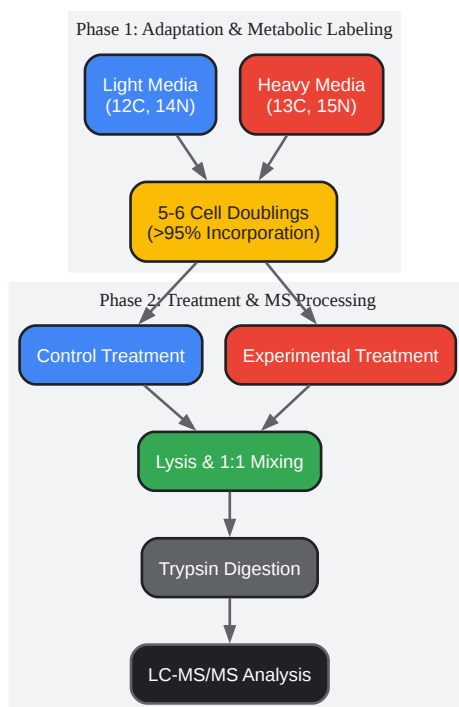 Phase 1: Adaptation & Metabolic Labeling
Light Media
(12C, 14N)
Heavy Media
(13C, 15N)
5-6 Cell Doublings
(>95% Incorporation)
Phase 2: Treatment & MS Processing
Control Treatment
Experimental Treatment
Lysis & 1:1 Mixing
Trypsin Digestion
LC-MS/MS Analysis